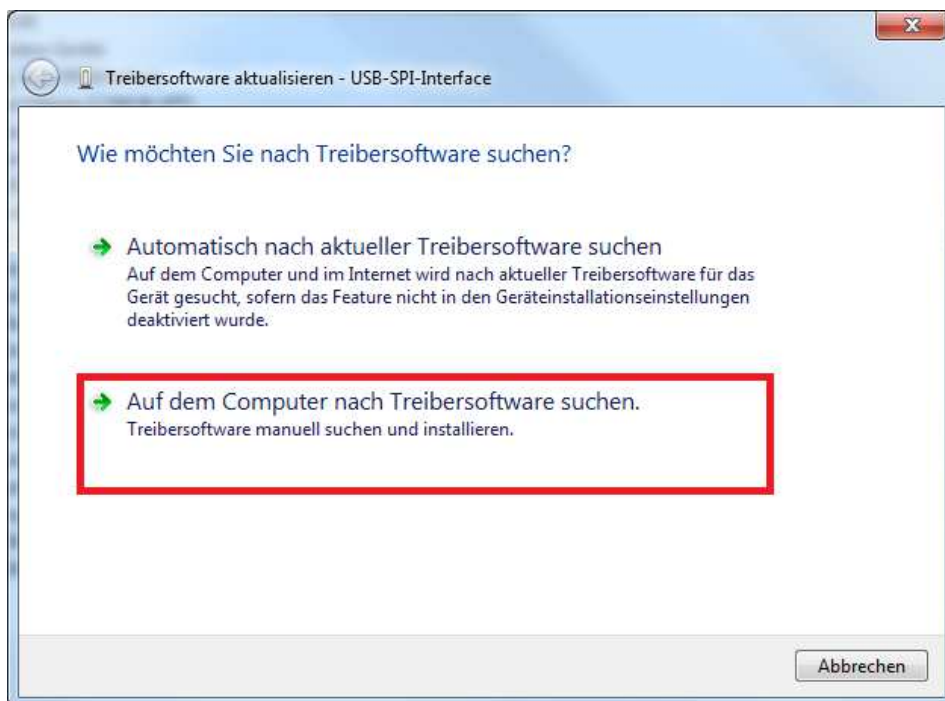 Treibersoftware aktualisieren - USB-SPI-Interface
Wie möchten Sie nach Treibersoftware suchen?
Automatisch nach aktueller Treibersoftware suchen
Auf dem Computer und im Internet wird nach aktueller Treibersoftware für das
Gerät gesucht, sofern das Feature nicht in den Geräteinstallationseinstellungen
deaktiviert wurde.
Auf dem Computer nach Treibersoftware suchen.
Treibersoftware manuell suchen und installieren.
Abbrechen